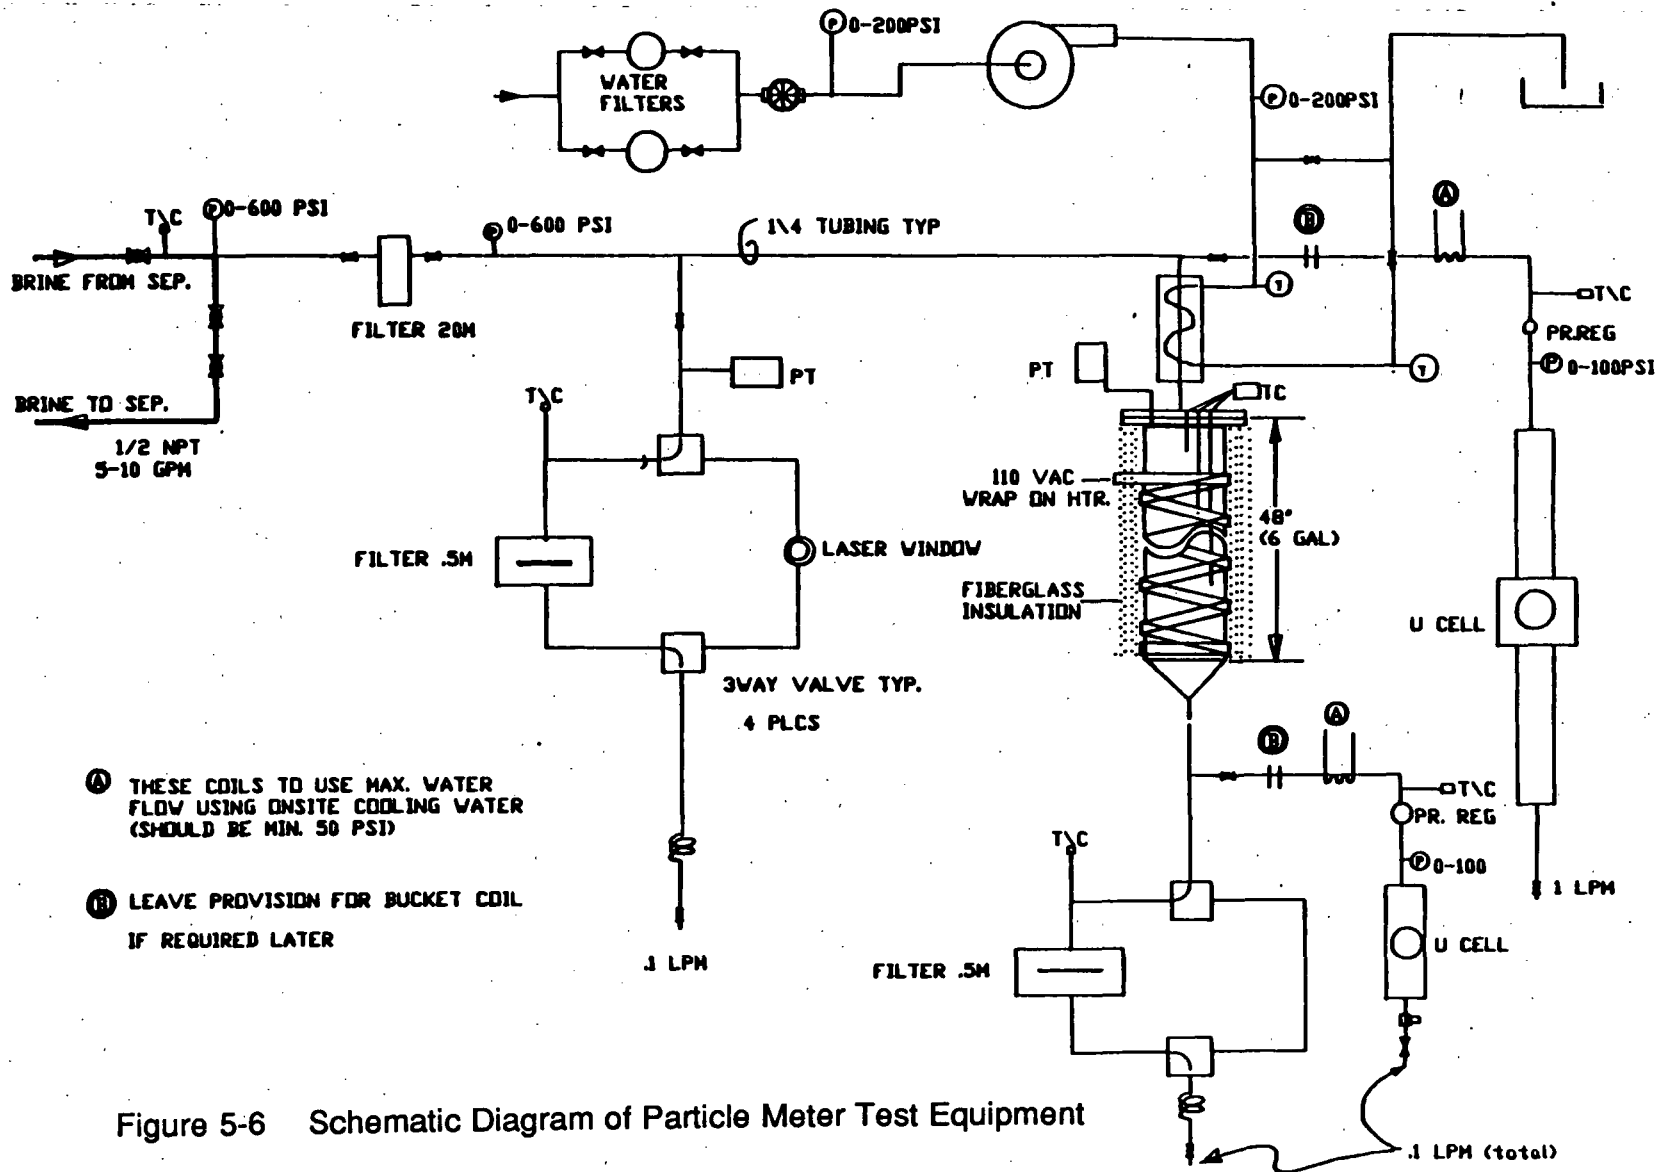 P 0-200PSI
WATER
FILTERS
P 0-200PSI
T\C
P 0-600 PSI
P 0-600 PSI
1\4 TUBING TYP
B
A
BRINE FROM SEP.
T
T\C
FILTER 20M
PR.REG
PT
PT
T
P 0-100PSI
T\C
TC
BRINE TO SEP.
1/2 NPT
5-10 GPM
110 VAC
WRAP ON HTR.
48"
(6 GAL)
FILTER .5M
LASER WINDOW
FIBERGLASS
INSULATION
U CELL
3WAY VALVE TYP.
4 PLCS
A
B
A THESE COILS TO USE MAX. WATER
FLOW USING ONSITE COOLING WATER
(SHOULD BE MIN. 50 PSI)
T\C
PR. REG
T\C
P 0-100
1 LPM
B LEAVE PROVISION FOR BUCKET COIL
IF REQUIRED LATER
U CELL
.1 LPM
FILTER .5M
Figure 5-6 Schematic Diagram of Particle Meter Test Equipment
.1 LPM (total)